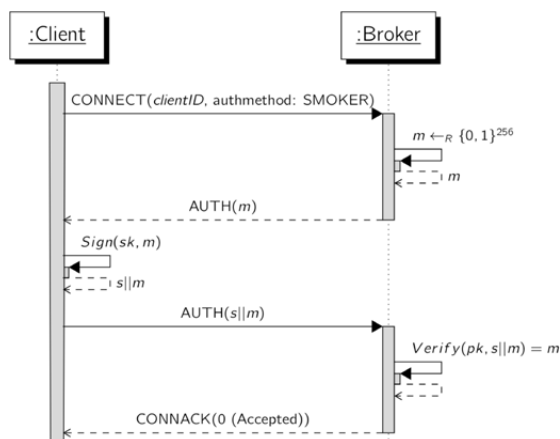 :Client
:Broker
CONNECT(clientID, authmethod: SMOKER)
m ←R {0, 1}^256
m
AUTH(m)
Sign(sk, m)
s||m
AUTH(s||m)
Verify(pk, s||m) = m
CONNACK(0 (Accepted))